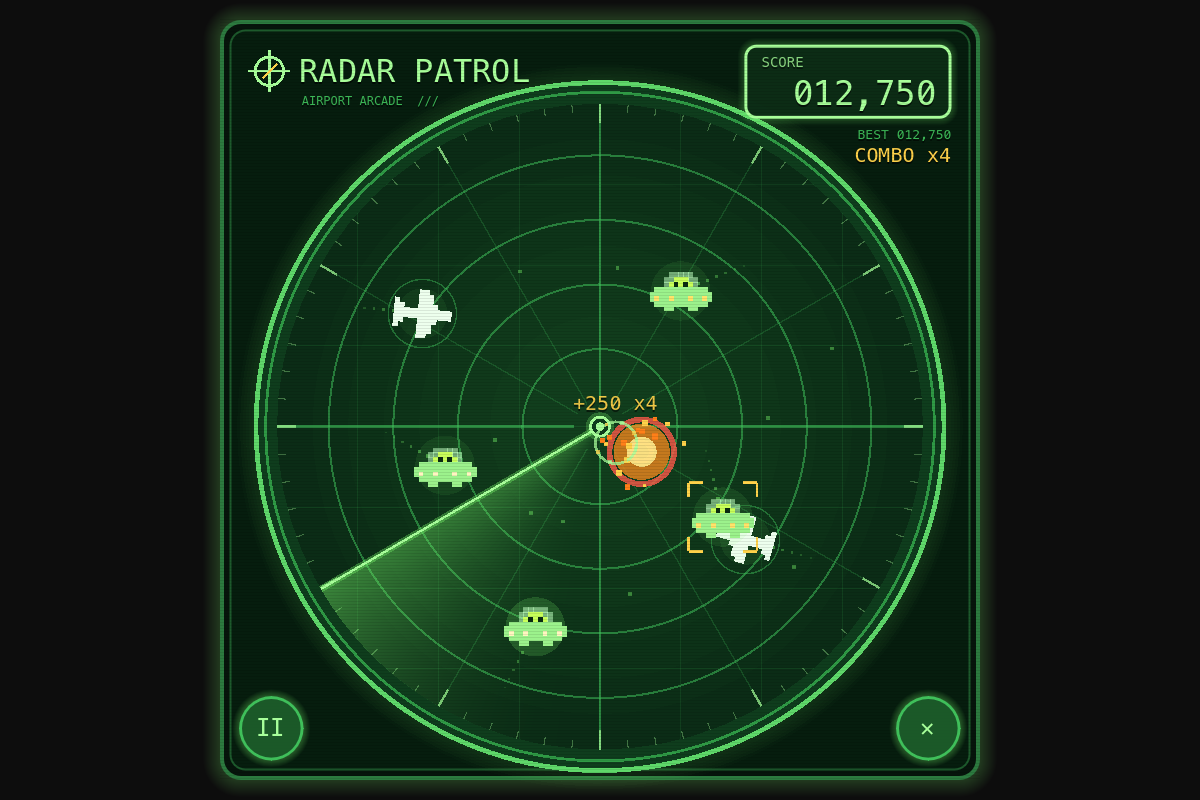 RADAR PATROL
AIRPORT ARCADE ///
SCORE
012,750
BEST 012,750
COMBO x4
+250 x4
II
×